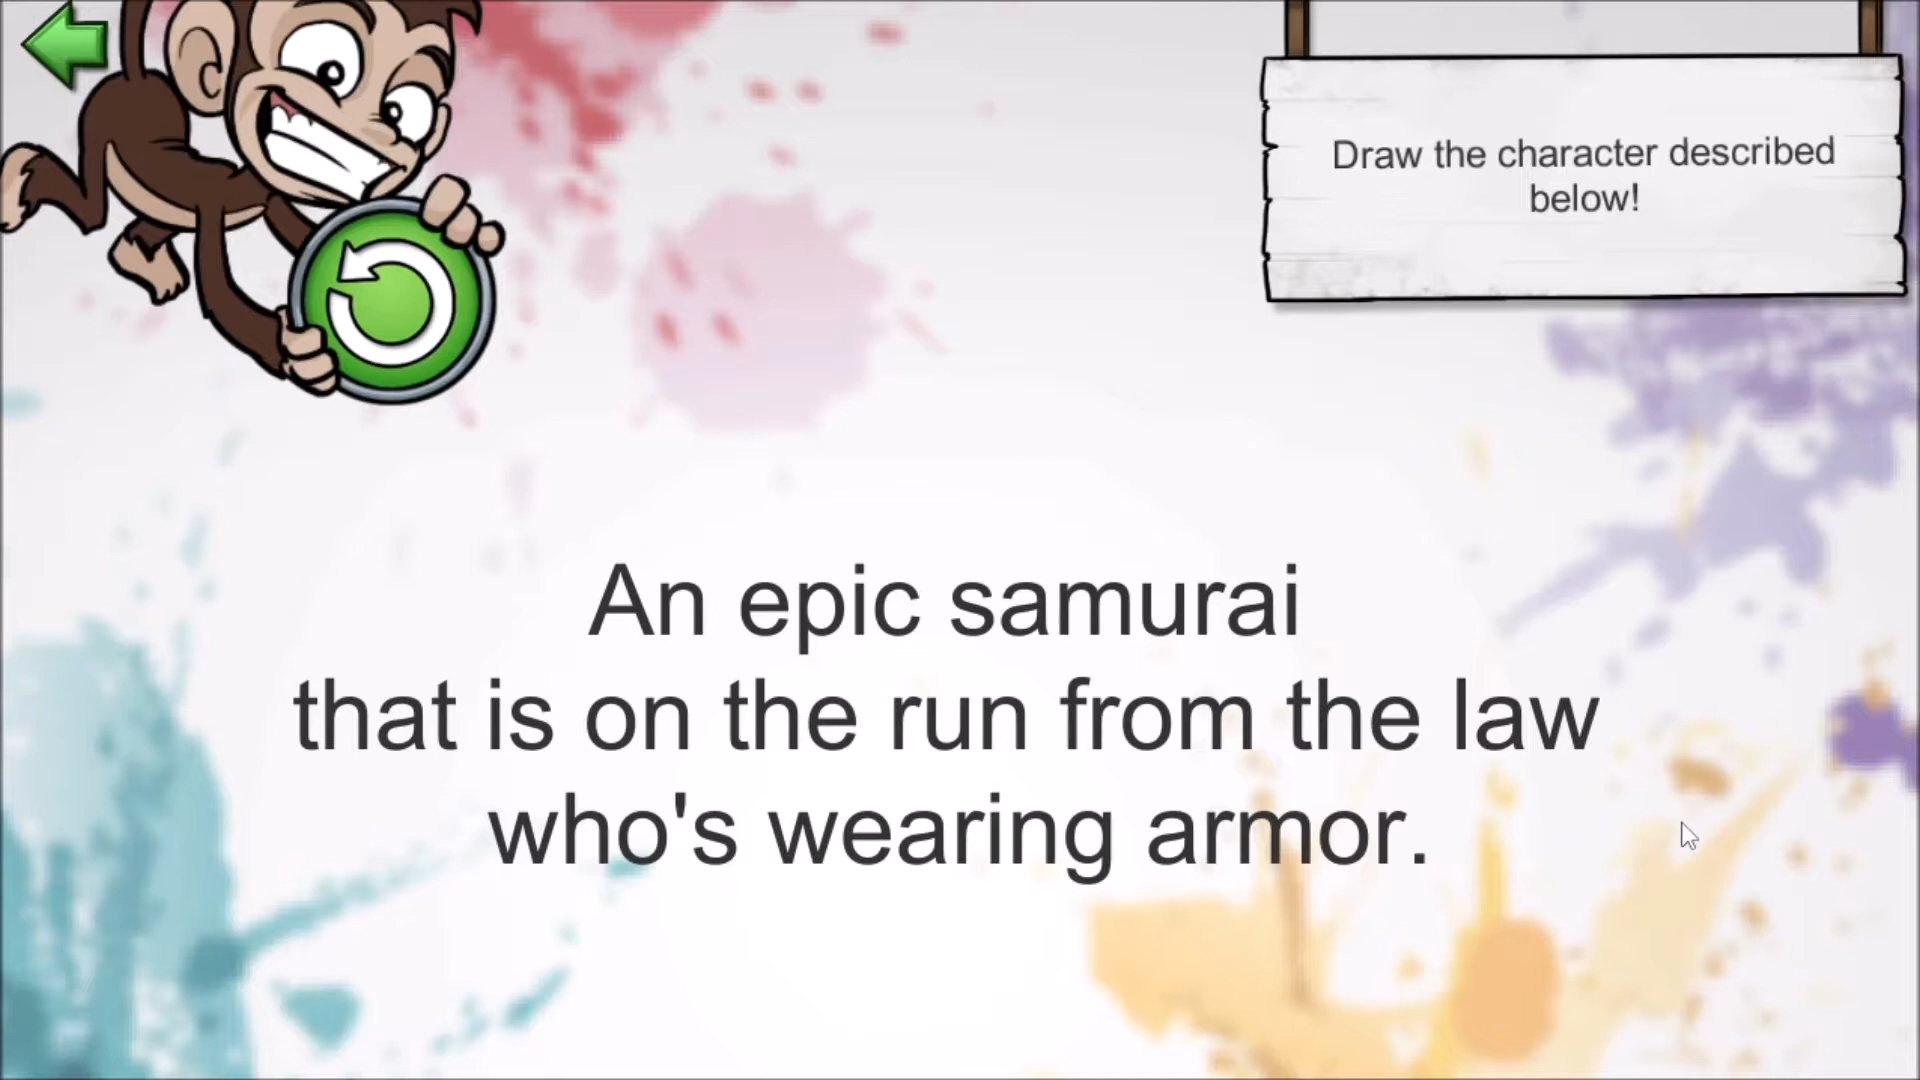 Draw the character described
below!
An epic samurai
that is on the run from the law
who's wearing armor.